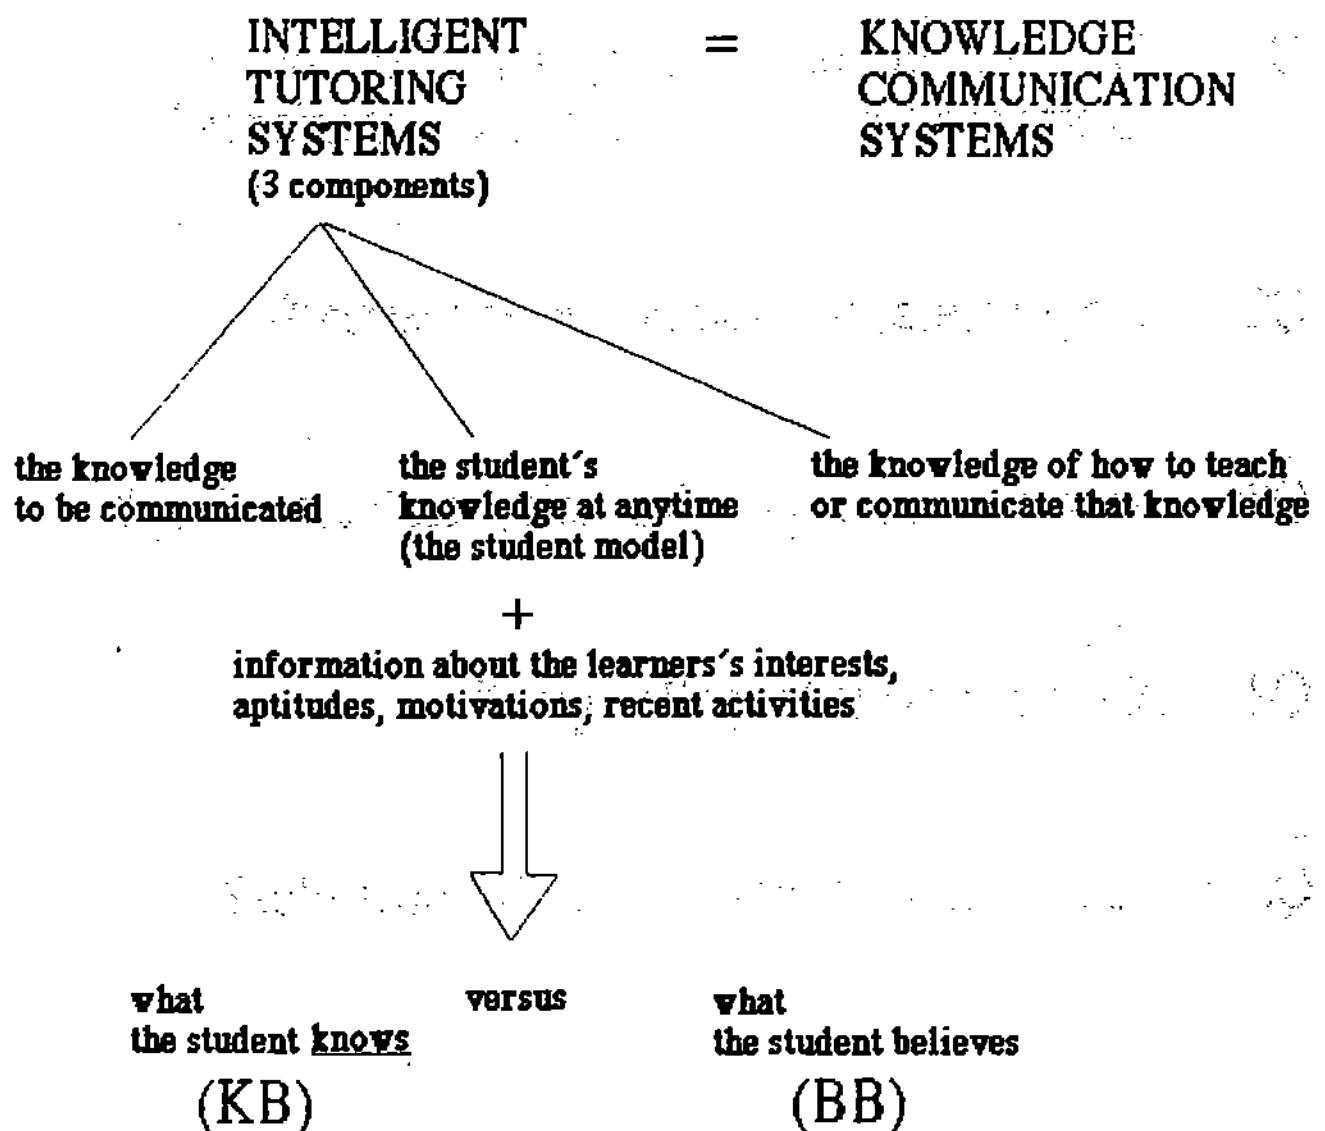 INTELLIGENT = KNOWLEDGE
TUTORING COMMUNICATION
SYSTEMS SYSTEMS
(3 components)
the knowledge
to be communicated
the student´s
knowledge at anytime
(the student model)
the knowledge of how to teach
or communicate that knowledge
+
information about the learners´s interests,
aptitudes, motivations, recent activities
what
the student knows
(KB)
versus
what
the student believes
(BB)